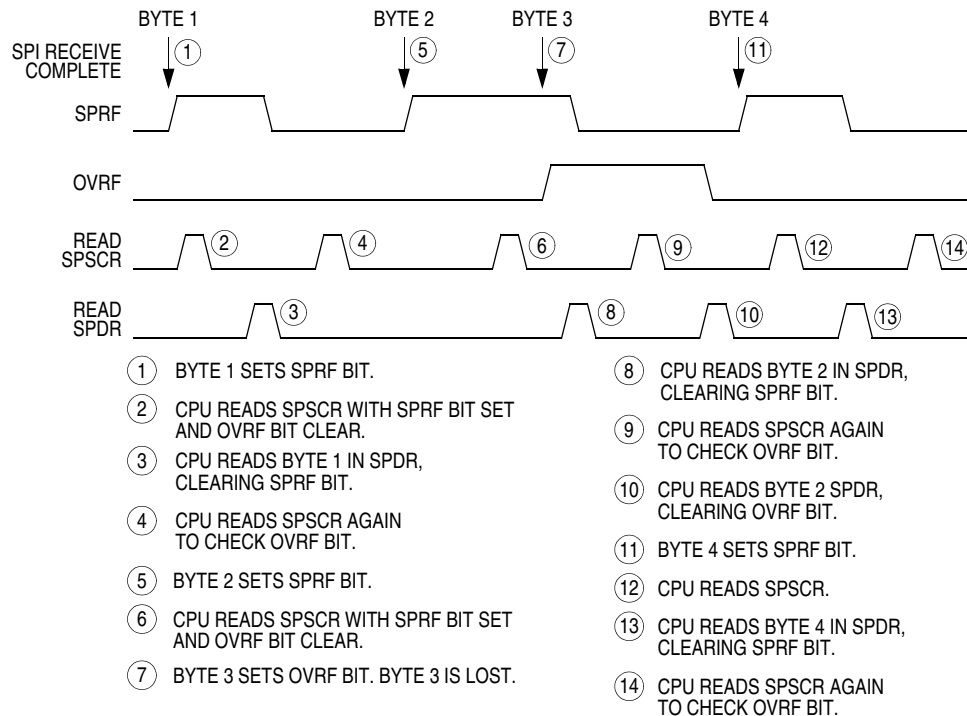 BYTE 1 BYTE 2 BYTE 3 BYTE 4
SPI RECEIVE
COMPLETE
1 5 7 11
SPRF
OVRF
READ
SPSCR
2 4 6 9 12 14
READ
SPDR
3 8 10 13
1 BYTE 1 SETS SPRF BIT.
2 CPU READS SPSCR WITH SPRF BIT SET
AND OVRF BIT CLEAR.
3 CPU READS BYTE 1 IN SPDR,
CLEARING SPRF BIT.
4 CPU READS SPSCR AGAIN
TO CHECK OVRF BIT.
5 BYTE 2 SETS SPRF BIT.
6 CPU READS SPSCR WITH SPRF BIT SET
AND OVRF BIT CLEAR.
7 BYTE 3 SETS OVRF BIT. BYTE 3 IS LOST.
8 CPU READS BYTE 2 IN SPDR,
CLEARING SPRF BIT.
9 CPU READS SPSCR AGAIN
TO CHECK OVRF BIT.
10 CPU READS BYTE 2 SPDR,
CLEARING OVRF BIT.
11 BYTE 4 SETS SPRF BIT.
12 CPU READS SPSCR.
13 CPU READS BYTE 4 IN SPDR,
CLEARING SPRF BIT.
14 CPU READS SPSCR AGAIN
TO CHECK OVRF BIT.